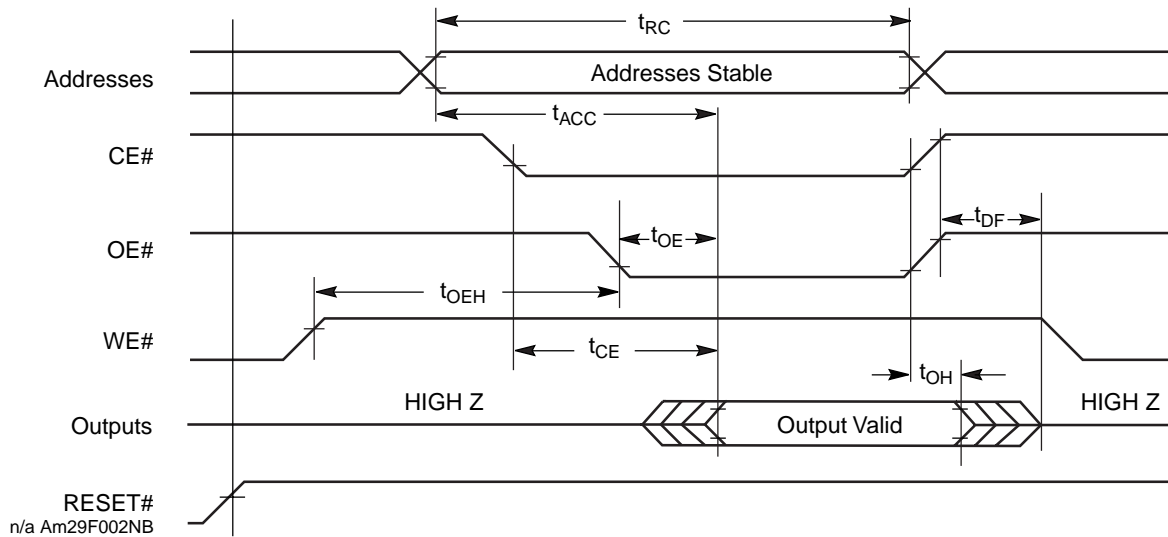 tRC
Addresses
Addresses Stable
tACC
CE#
tDF
OE#
tOE
tOEH
WE#
tCE
tOH
HIGH Z
HIGH Z
Outputs
Output Valid
RESET#
n/a Am29F002NB